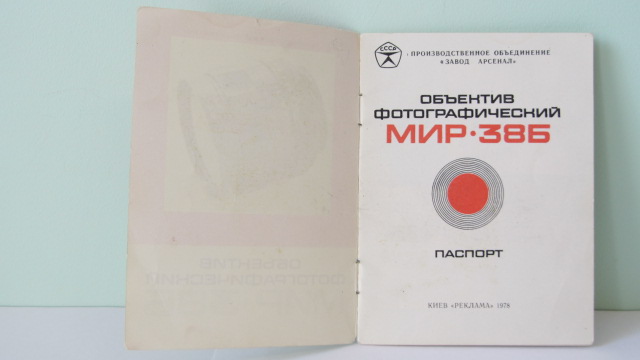 СССР
ПРОИЗВОДСТВЕННОЕ ОБЪЕДИНЕНИЕ
«ЗАВОД АРСЕНАЛ»
ОБЪЕКТИВ
ФОТОГРАФИЧЕСКИЙ
МИР·38Б
ПАСПОРТ
КИЕВ «РЕКЛАМА» 1978